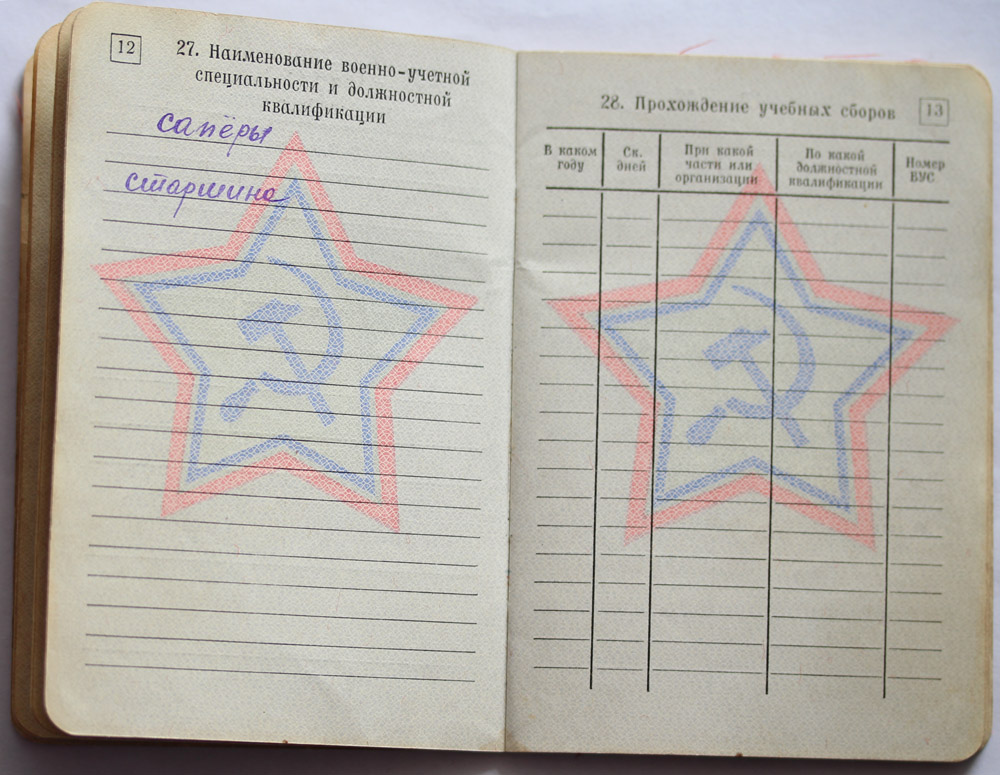 12
27. Наименование военно-учетной
специальности и должностной
квалификации
сапёры
старшина
28. Прохождение учебных сборов
13
В каком
году
Ск.
дней
При какой
части или
организации
По какой
должностной
квалификации
Номер
ВУС